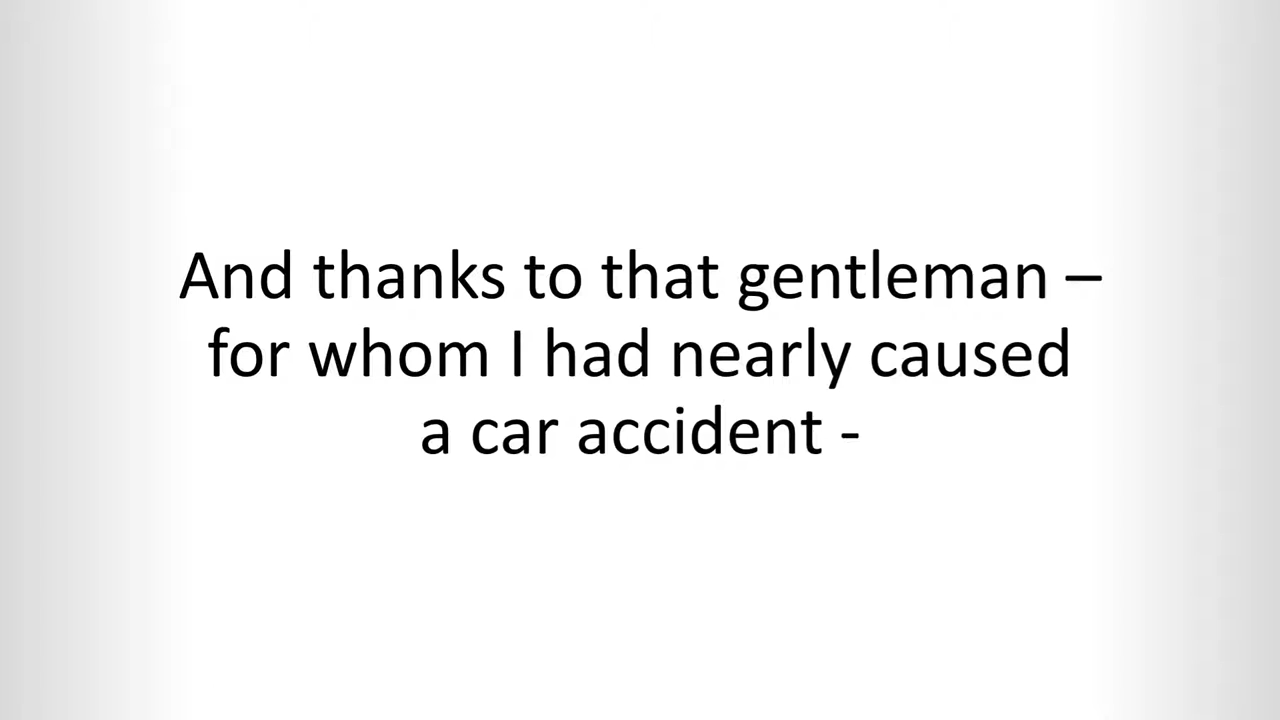 And thanks to that gentleman –
for whom I had nearly caused
a car accident -